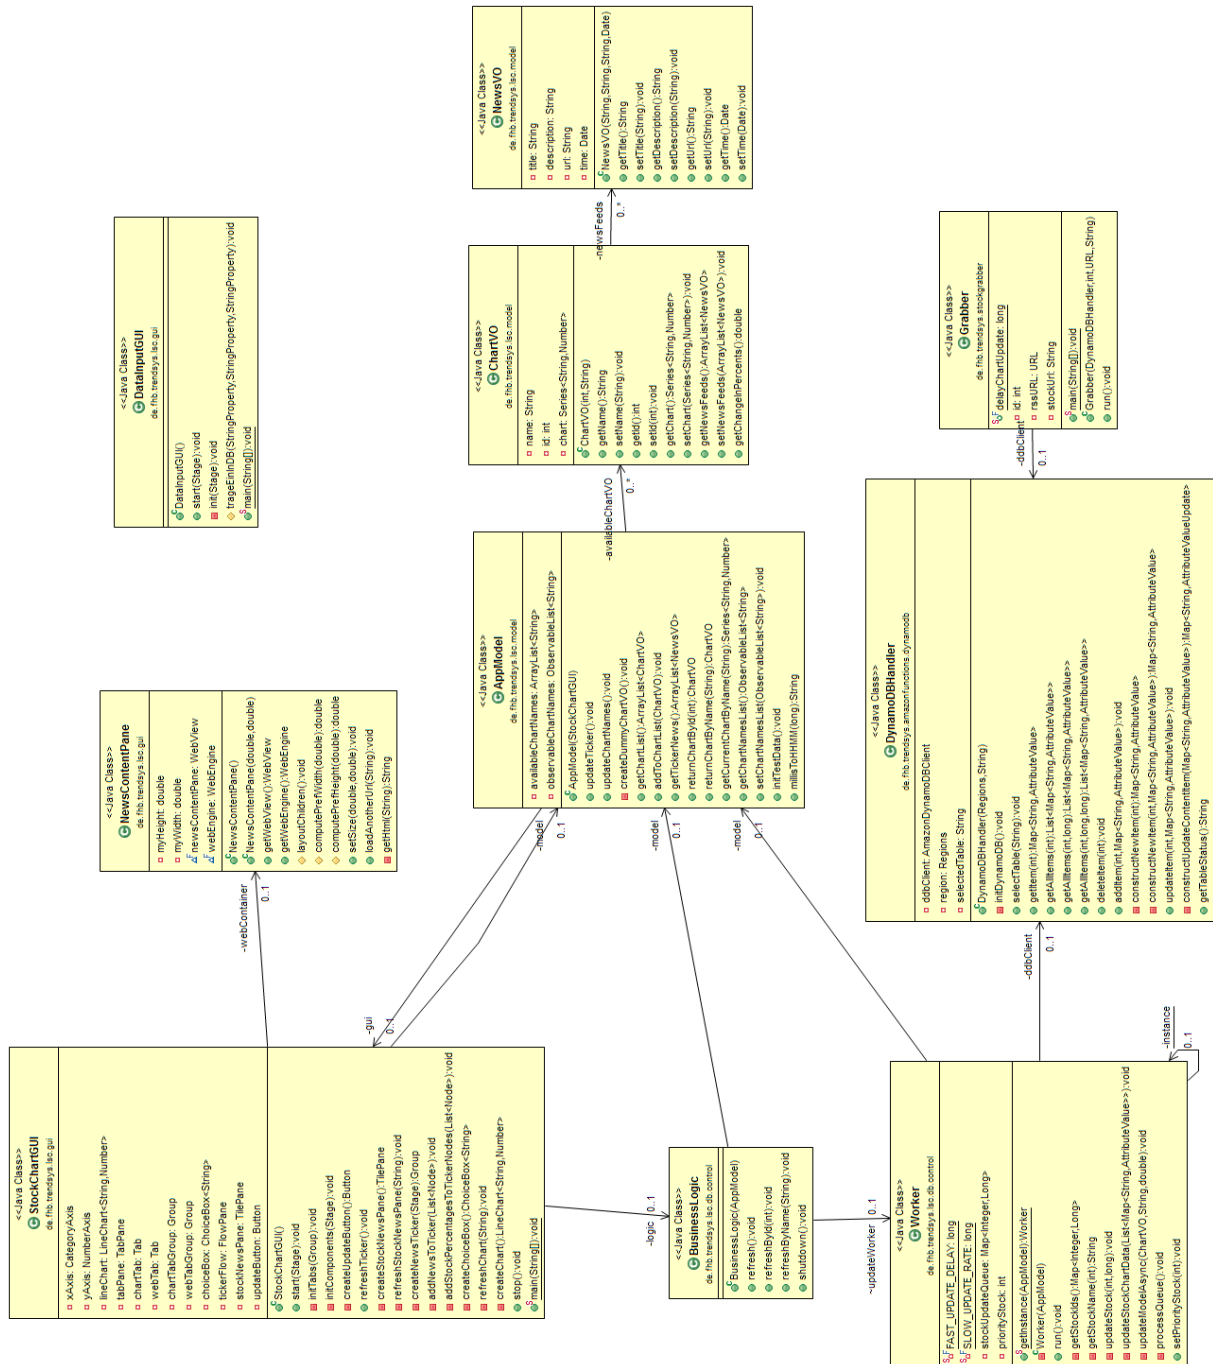 <<Java Class>>
StockChartGUI
de.fhb.trendsys.lsc.gui
xAxis: CategoryAxis
yAxis: NumberAxis
lineChart: LineChart<String,Number>
tabPane: TabPane
chartTab: Tab
webTab: Tab
chartTabGroup: Group
webTabGroup: Group
choiceBox: ChoiceBox<String>
tickerFlow: FlowPane
stockNewsPane: TilePane
updateButton: Button
StockChartGUI()
start(Stage):void
initTabs(Group):void
initComponents(Stage):void
createUpdateButton():Button
refreshTicker():void
createStockNewsPane():TilePane
refreshStockNewsPane(String):void
createNewsTicker(Stage):Group
addNewsToTicker(List<Node>):void
addStockPercentagesToTickerNodes(List<Node>):void
createChoiceBox():ChoiceBox<String>
refreshChart(String):void
createChart():LineChart<String,Number>
stop():void
main(String[]):void
-webContainer
0..1
-gui
0..1
-model
0..1
-logic
0..1
<<Java Class>>
NewsContentPane
de.fhb.trendsys.lsc.gui
myHeight: double
myWidth: double
newsContentPane: WebView
webEngine: WebEngine
NewsContentPane()
NewsContentPane(double,double)
getWebView():WebView
getWebEngine():WebEngine
layoutChildren():void
computePrefWidth(double):double
computePrefHeight(double):double
setSize(double,double):void
loadAnotherUrl(String):void
getHtml(String):String
<<Java Class>>
DataInputGUI
de.fhb.trendsys.lsc.gui
DataInputGUI()
start(Stage):void
init(Stage):void
trageEinInDB(StringProperty,StringProperty,StringProperty):void
main(String[]):void
<<Java Class>>
BusinessLogic
de.fhb.trendsys.lsc.db.control
BusinessLogic(AppModel)
refresh():void
refreshById(int):void
refreshByName(String):void
shutdown():void
-model
0..1
~updateWorker
0..1
<<Java Class>>
AppModel
de.fhb.trendsys.lsc.model
availableChartNames: ArrayList<String>
observableChartNames: ObservableList<String>
AppModel(StockChartGUI)
updateTicker():void
updateChartNames():void
createDummyChartVO():void
getChartList():ArrayList<ChartVO>
addToChartList(ChartVO):void
getTickerNews():ArrayList<NewsVO>
returnChartById(int):ChartVO
returnChartByName(String):ChartVO
getCurrentChartByName(String):Series<String,Number>
getChartNamesList():ObservableList<String>
setChartNamesList(ObservableList<String>):void
initTestData():void
millisToHHMM(long):String
-availableChartVO
0..*
<<Java Class>>
ChartVO
de.fhb.trendsys.lsc.model
name: String
id: int
chart: Series<String,Number>
ChartVO(int,String)
getName():String
setName(String):void
getId():int
setId(int):void
getChart():Series<String,Number>
setChart(Series<String,Number>):void
getNewsFeeds():ArrayList<NewsVO>
setNewsFeeds(ArrayList<NewsVO>):void
getChangeInPercents():double
-newsFeeds
0..*
<<Java Class>>
NewsVO
de.fhb.trendsys.lsc.model
title: String
description: String
url: String
time: Date
NewsVO(String,String,String,Date)
getTitle():String
setTitle(String):void
getDescription():String
setDescription(String):void
getUrl():String
setUrl(String):void
getTime():Date
setTime(Date):void
<<Java Class>>
Worker
de.fhb.trendsys.lsc.db.control
FAST_UPDATE_DELAY: long
SLOW_UPDATE_RATE: long
stockUpdateQueue: Map<Integer,Long>
priorityStock: int
getInstance(AppModel):Worker
Worker(AppModel)
run():void
getStockIds():Map<Integer,Long>
getStockName(int):String
updateStock(int,long):void
updateStockChartData(List<Map<String,AttributeValue>>):void
updateModelAsync(ChartVO,String,double):void
processQueue():void
setPriorityStock(int):void
-model
0..1
-ddbClient
0..1
-instance
0..1
<<Java Class>>
DynamoDBHandler
de.fhb.trendsys.amazonfunctions.dynamodb
ddbClient: AmazonDynamoDBClient
region: Regions
selectedTable: String
DynamoDBHandler(Regions,String)
initDynamoDB():void
selectTable(String):void
getItem(int):Map<String,AttributeValue>
getAllItems(int):List<Map<String,AttributeValue>>
getAllItems(int,long):List<Map<String,AttributeValue>>
getAllItems(int,long,long):List<Map<String,AttributeValue>>
deleteItem(int):void
addItem(int,Map<String,AttributeValue>):void
constructNewItem(int):Map<String,AttributeValue>
constructNewItem(int,Map<String,AttributeValue>):Map<String,AttributeValue>
updateItem(int,Map<String,AttributeValue>):void
constructUpdateContentItem(Map<String,AttributeValue>):Map<String,AttributeValueUpdate>
getTableStatus():String
-ddbClient
0..1
<<Java Class>>
Grabber
de.fhb.trendsys.stockgrabber
delayChartUpdate: long
id: int
rssURL: URL
stockUrl: String
main(String[]):void
Grabber(DynamoDBHandler,int,URL,String)
run():void